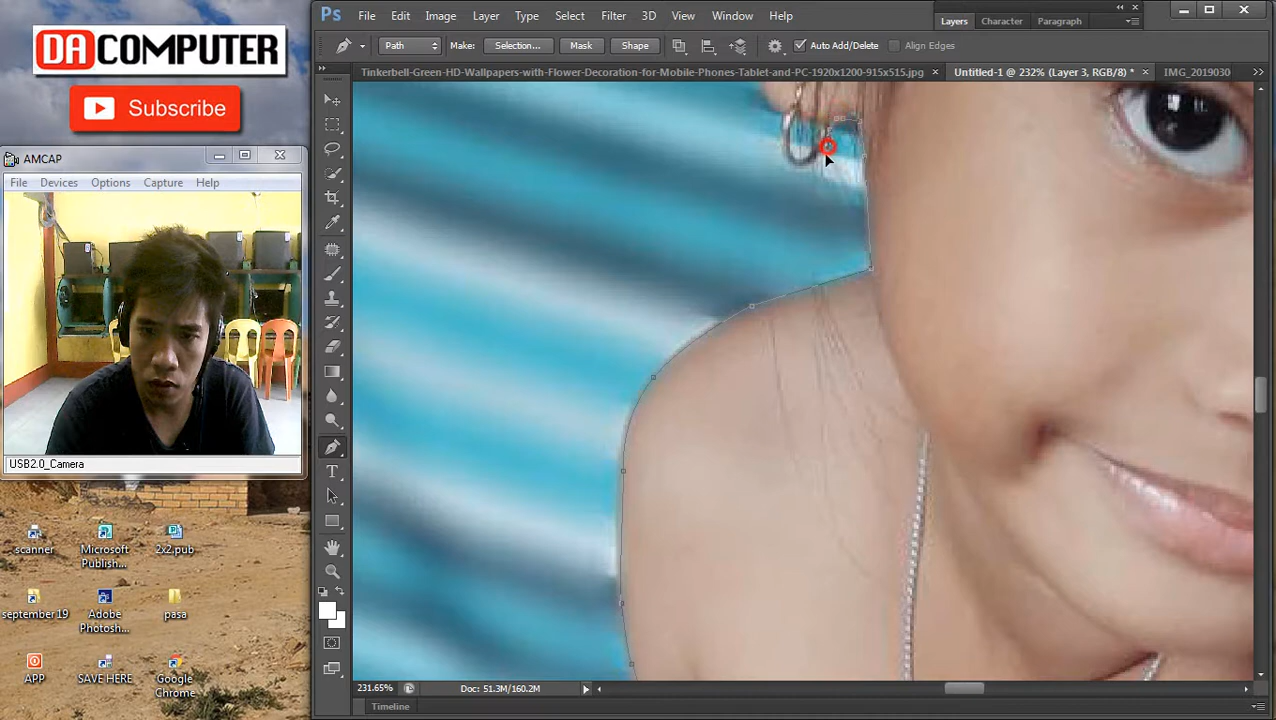 DACOMPUTER
Subscribe
AMCAP
File Devices Options Capture Help
USB2.0_Camera
scanner
Microsoft Publish...
2x2.pub
september19
Adobe Photosh...
pasa
APP
SAVE HERE
Google Chrome
Ps File Edit Image Layer Type Select Filter 3D View Window Help
Layers Character Paragraph
Path Make: Selection... Mask Shape Auto Add/Delete Align Edges
Tinkerbell-Green-HD-Wallpapers-with-Flower-Decoration-for-Mobile-Phones-Tablet-and-PC-1920x1200-915x515.jpg × Untitled-1 @ 232% (Layer 3, RGB/8) * × IMG_2019030
T
231.65% Doc: 51.3M/160.2M
Timeline